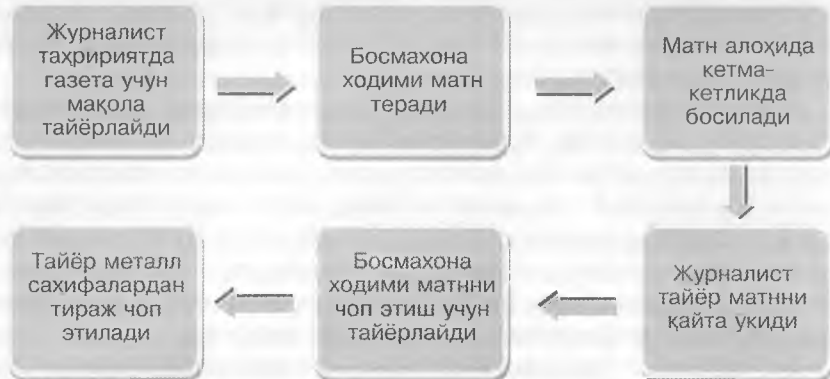 Журналист
таҳририятда
газета учун
мақола
тайёрлайди
Босмахона
ходими матн
теради
Матн алоҳида
кетма-
кетликда
босилади
Журналист
тайёр матнни
қайта укиди
Босмахона
ходими матнни
чоп этиш учун
тайёрлайди
Тайёр металл
саҳифалардан
тираж чоп
этилади